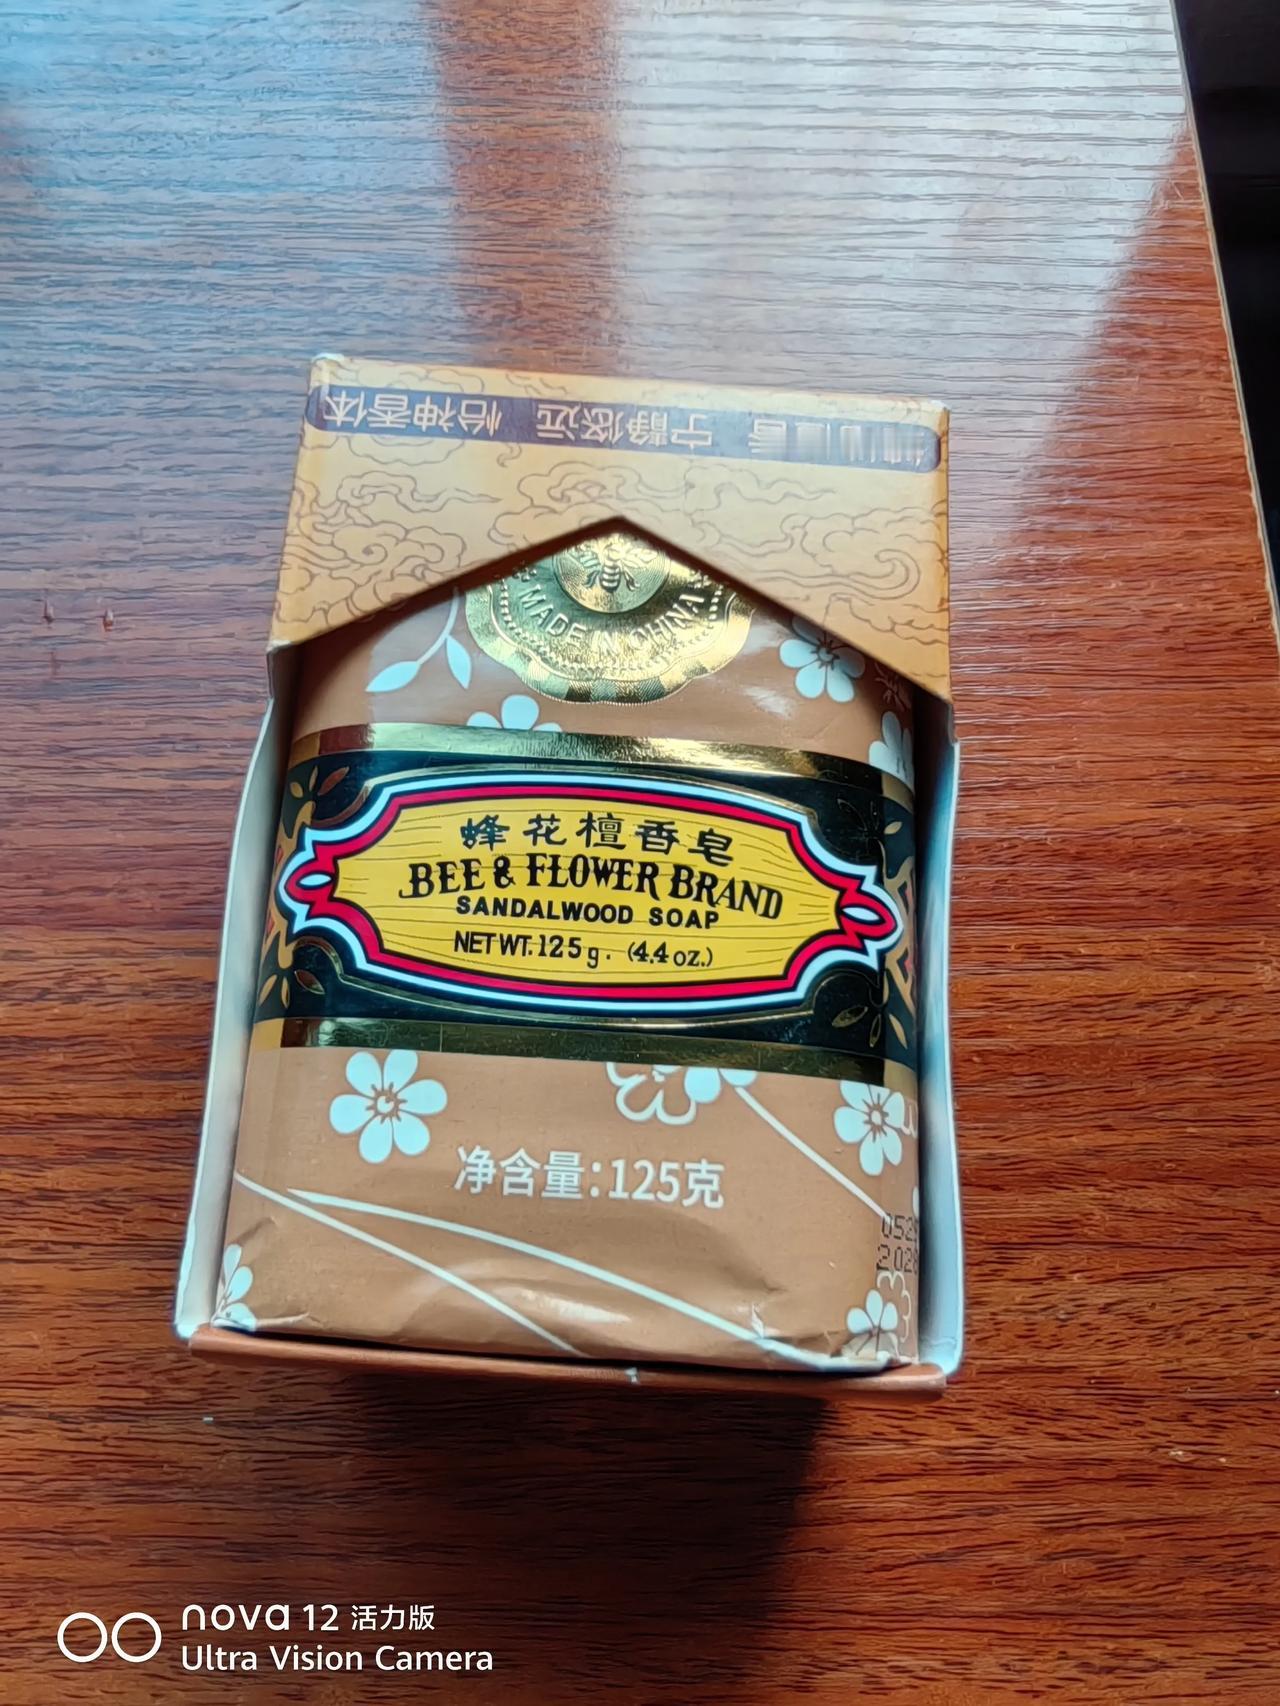 宁静悠远 怡神香体
MADE IN CHINA
蜂花檀香皂
BEE & FLOWER BRAND
SANDALWOOD SOAP
NET WT. 125g. (4.4 oz.)
净含量:125克
nova 12 活力版
Ultra Vision Camera